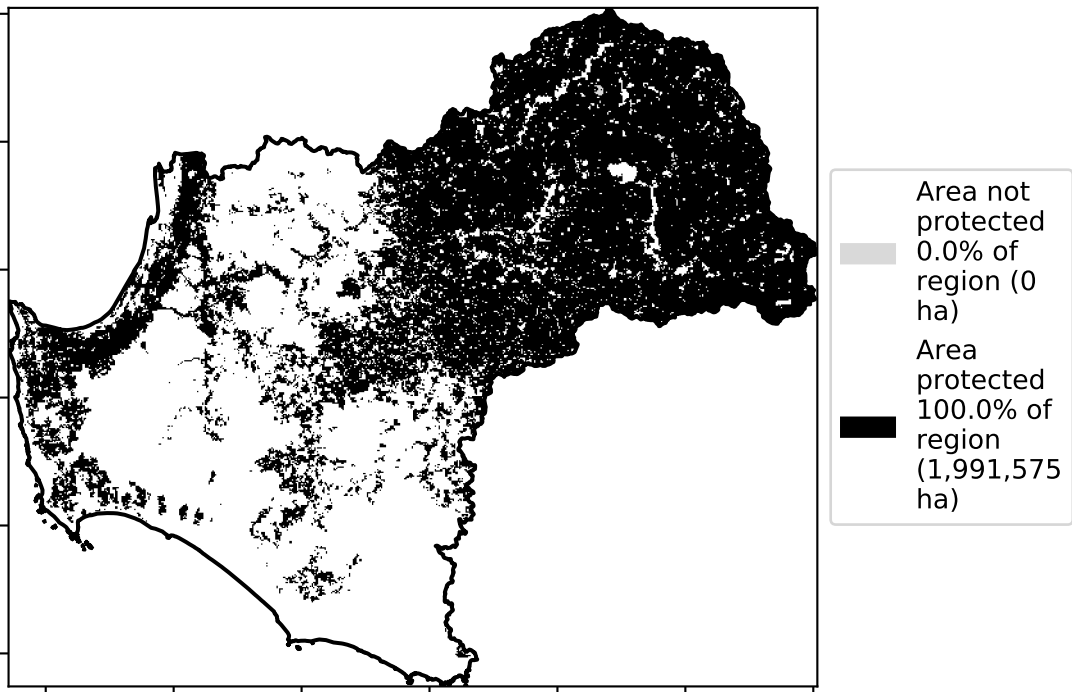 Area not
protected
0.0% of
region (0
ha)
Area
protected
100.0% of
region
(1,991,575
ha)